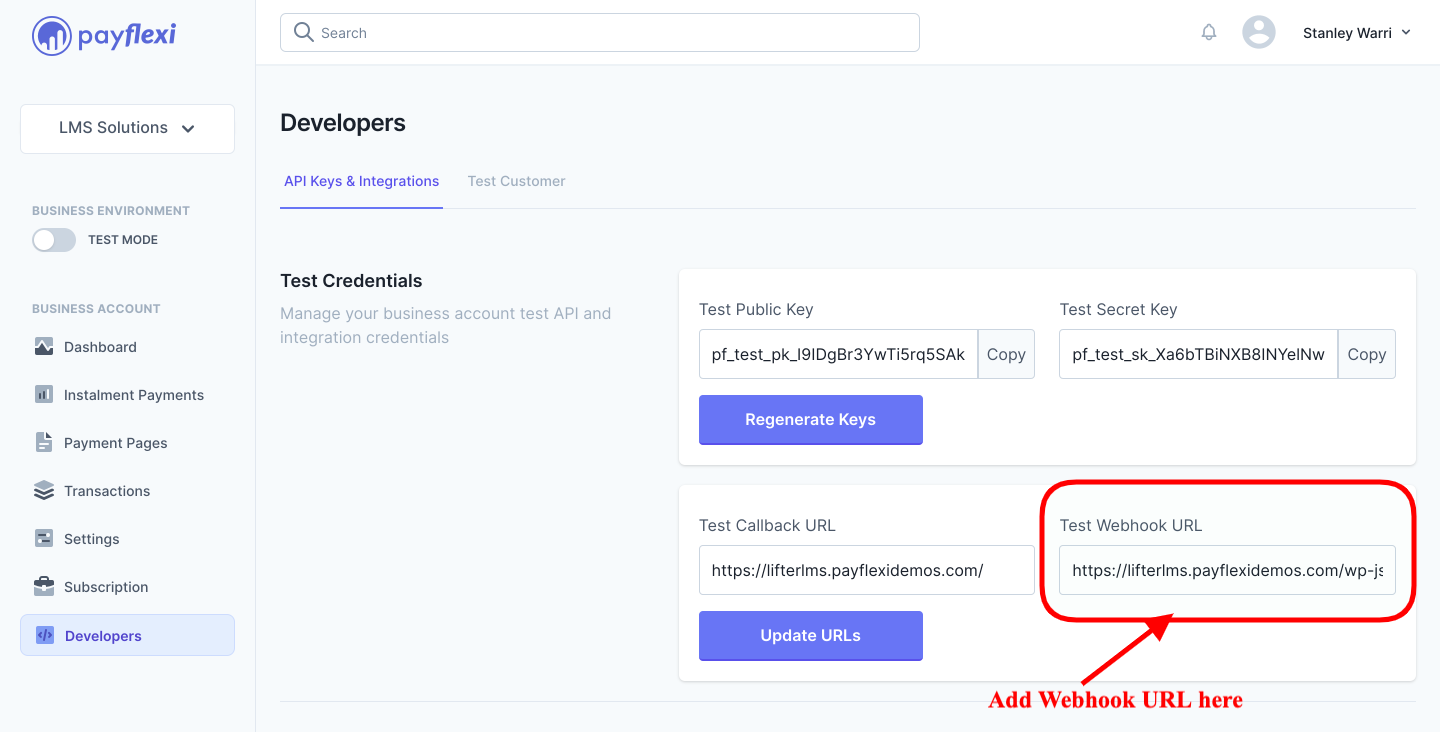 payflexi
Search
Stanley Warri
LMS Solutions
Developers
API Keys & Integrations
Test Customer
BUSINESS ENVIRONMENT
TEST MODE
BUSINESS ACCOUNT
Dashboard
Instalment Payments
Payment Pages
Transactions
Settings
Subscription
Developers
Test Credentials
Manage your business account test API and
integration credentials
Test Public Key
pf_test_pk_I9IDgBr3YwTi5rq5SAk
Copy
Test Secret Key
pf_test_sk_Xa6bTBiNXB8INYelNw
Copy
Regenerate Keys
Test Callback URL
https://lifterlms.payflexidemos.com/
Test Webhook URL
https://lifterlms.payflexidemos.com/wp-js
Update URLs
Add Webhook URL here